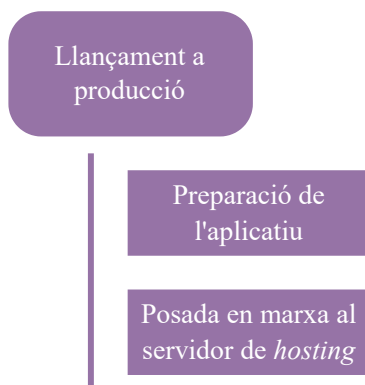 Llançament a
producció
Preparació de
l'aplicatiu
Posada en marxa al
servidor de hosting